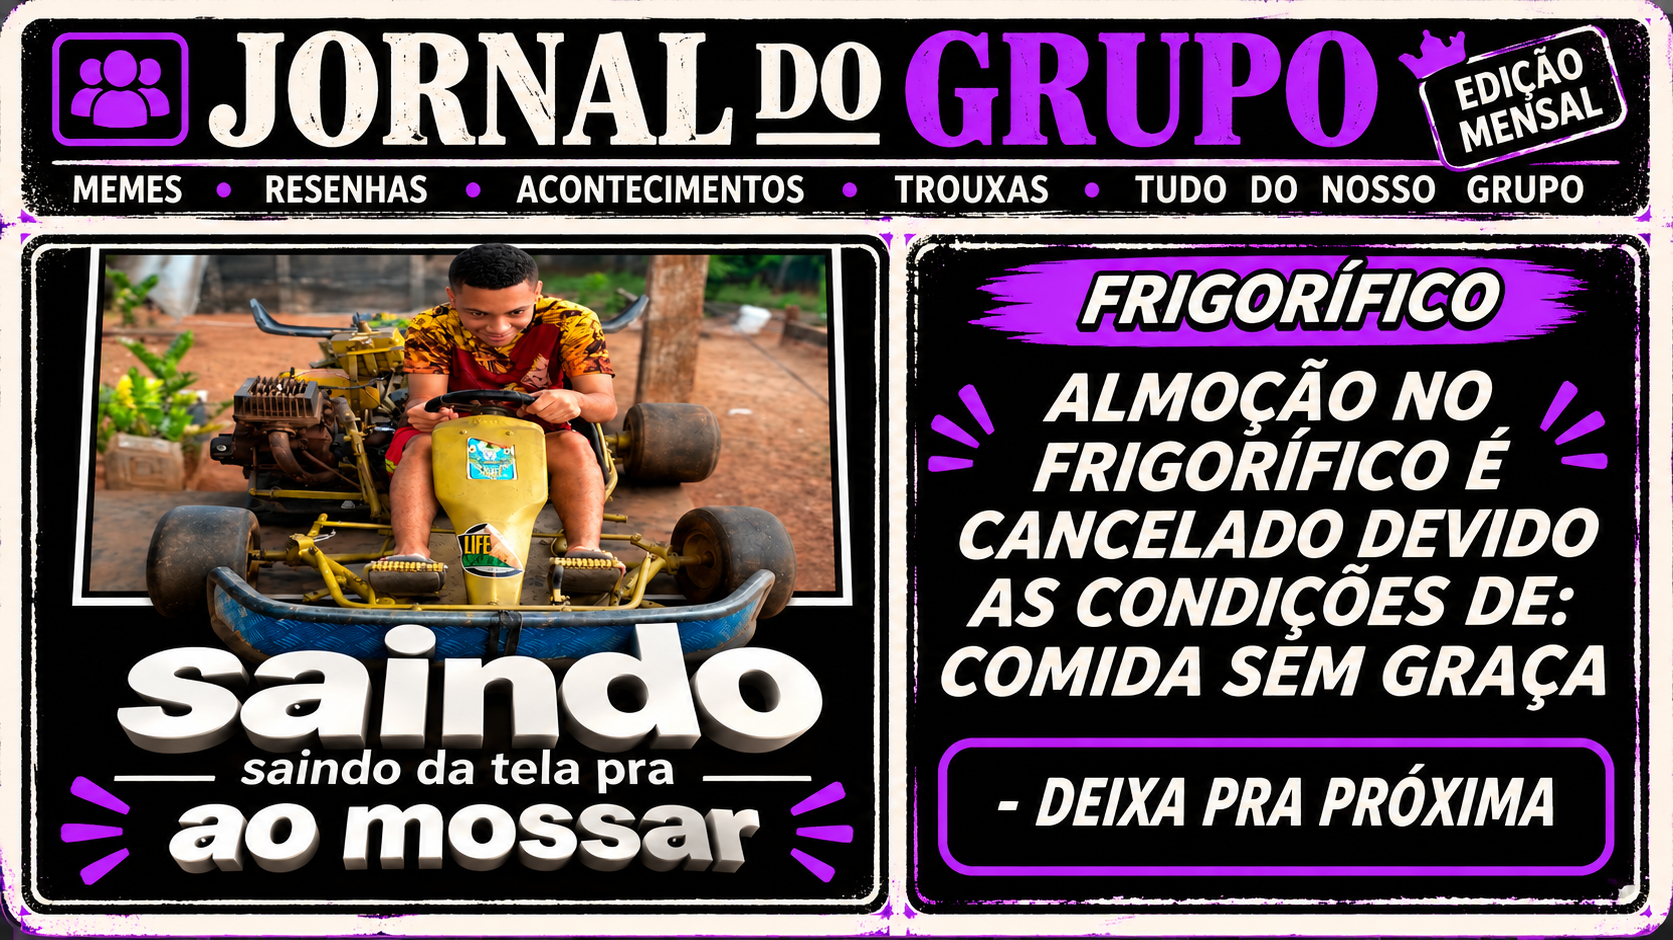 JORNAL DO GRUPO
EDIÇÃO
MENSAL
MEMES • RESENHAS • ACONTECIMENTOS • TROUXAS • TUDO DO NOSSO GRUPO
LIFE
saindo
saindo da tela pra
ao mossar
FRIGORÍFICO
ALMOÇÃO NO
FRIGORÍFICO É
CANCELADO DEVIDO
AS CONDIÇÕES DE:
COMIDA SEM GRAÇA
- DEIXA PRA PRÓXIMA